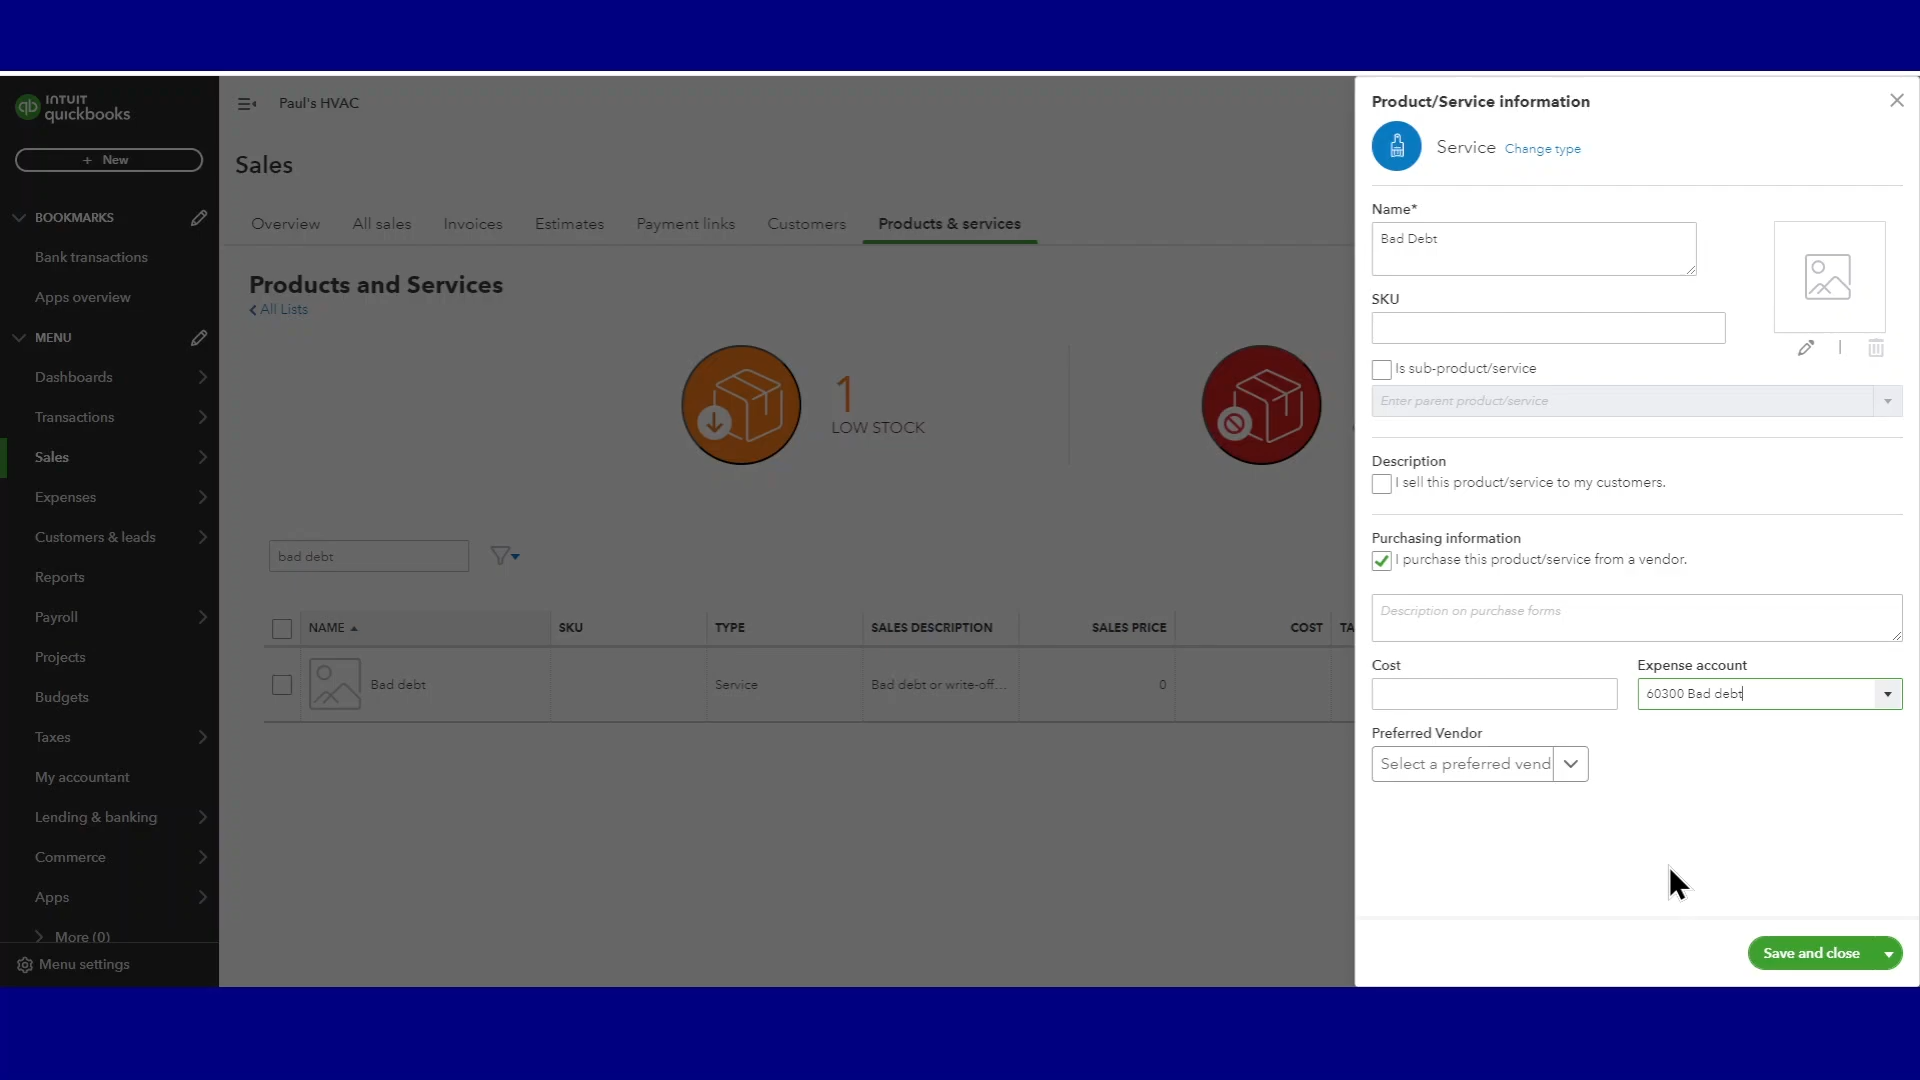 INTUIT
quickbooks
+ New
BOOKMARKS
Bank transactions
Apps overview
MENU
Dashboards
Transactions
Sales
Expenses
Customers & leads
Reports
Payroll
Projects
Budgets
Taxes
My accountant
Lending & banking
Commerce
Apps
More (0)
Menu settings
Paul's HVAC
Sales
Overview All sales Invoices Estimates Payment links Customers Products & services
Products and Services
All Lists
1
LOW STOCK
bad debt
NAME SKU TYPE SALES DESCRIPTION SALES PRICE COST TA
Bad debt Service Bad debt or write-off... 0
Product/Service information
Service Change type
Name*
Bad Debt
SKU
Is sub-product/service
Enter parent product/service
Description
I sell this product/service to my customers.
Purchasing information
I purchase this product/service from a vendor.
Description on purchase forms
Cost Expense account
60300 Bad debt
Preferred Vendor
Select a preferred vend
Save and close